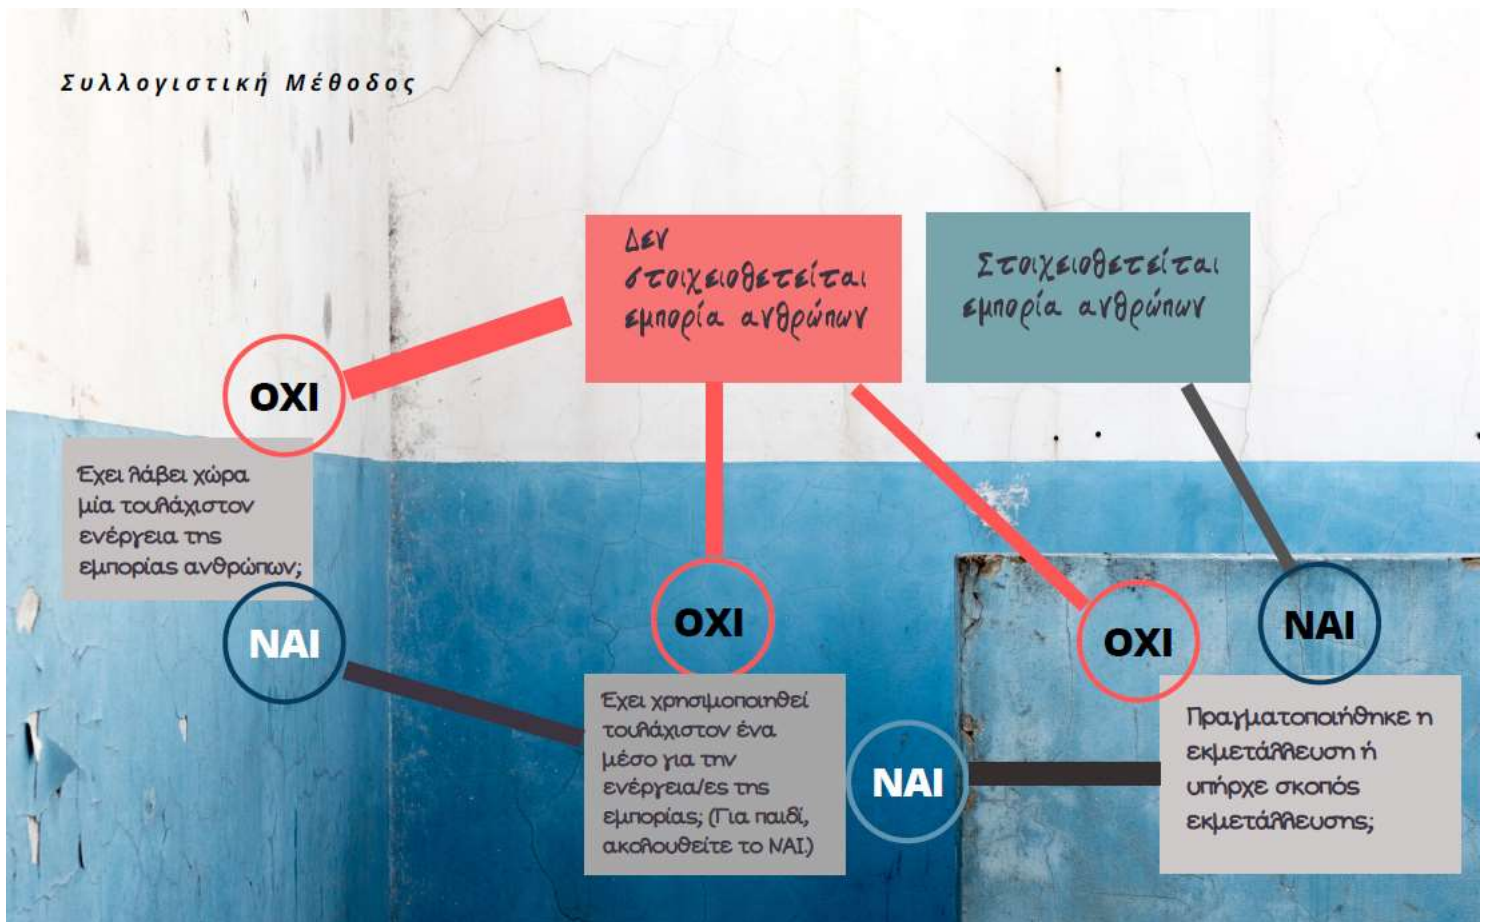 Συλλογιστική Μέθοδος
Δεν
στοιχειοθετείται
εμπορία ανθρώπων
Στοιχειοθετείται
εμπορία ανθρώπων
ΟΧΙ
Έχει λάβει χώρα
μία τουλάχιστον
ενέργεια της
εμπορίας ανθρώπων;
ΝΑΙ
ΟΧΙ
Έχει χρησιμοποιηθεί
τουλάχιστον ένα
μέσο για την
ενέργεια/ες της
εμπορίας; (Για παιδί,
ακολουθείτε το ΝΑΙ.)
ΝΑΙ
ΟΧΙ
ΝΑΙ
Πραγματοποιήθηκε η
εκμετάλλευση ή
υπήρχε σκοπός
εκμετάλλευσης;